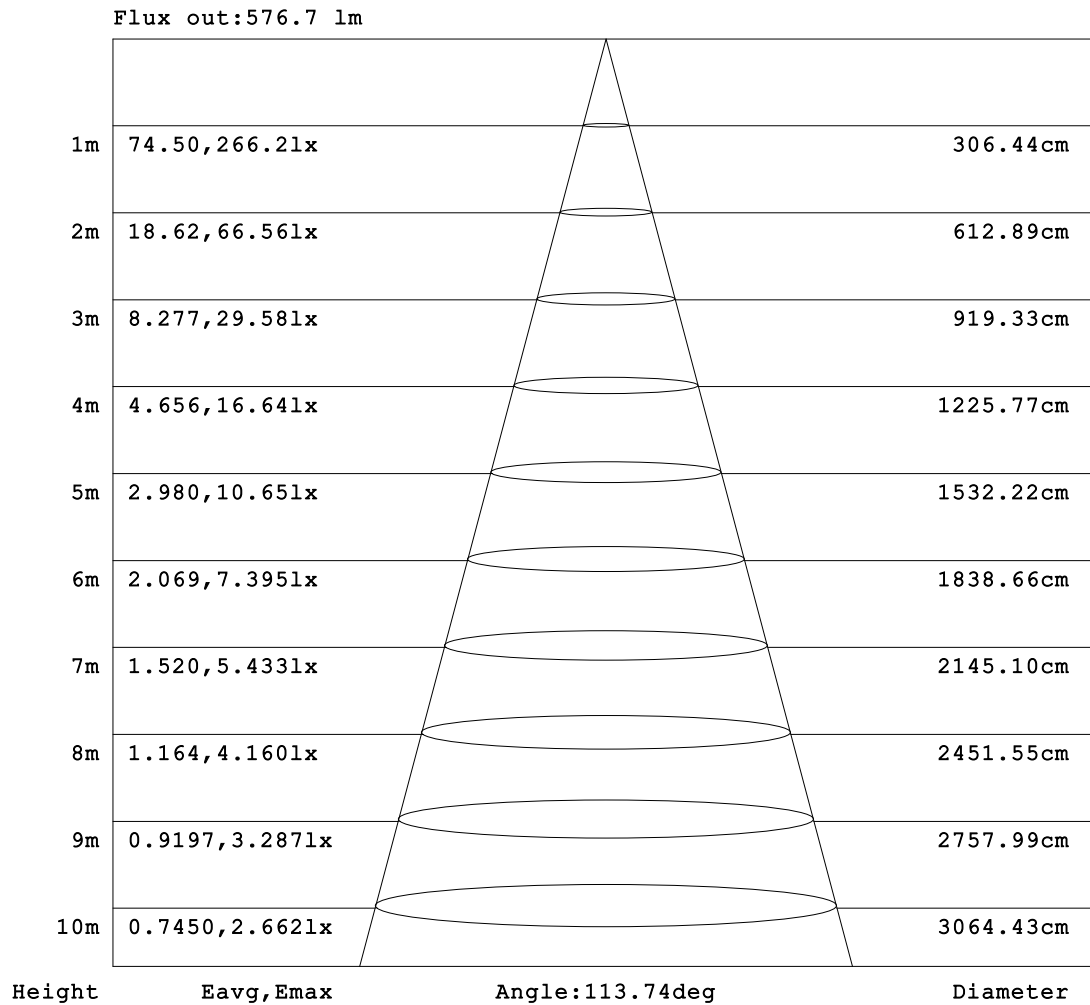 Flux out:576.7 lm
1m 74.50,266.2lx 306.44cm
2m 18.62,66.56lx 612.89cm
3m 8.277,29.58lx 919.33cm
4m 4.656,16.64lx 1225.77cm
5m 2.980,10.65lx 1532.22cm
6m 2.069,7.395lx 1838.66cm
7m 1.520,5.433lx 2145.10cm
8m 1.164,4.160lx 2451.55cm
9m 0.9197,3.287lx 2757.99cm
10m 0.7450,2.662lx 3064.43cm
Height Eavg,Emax Angle:113.74deg Diameter